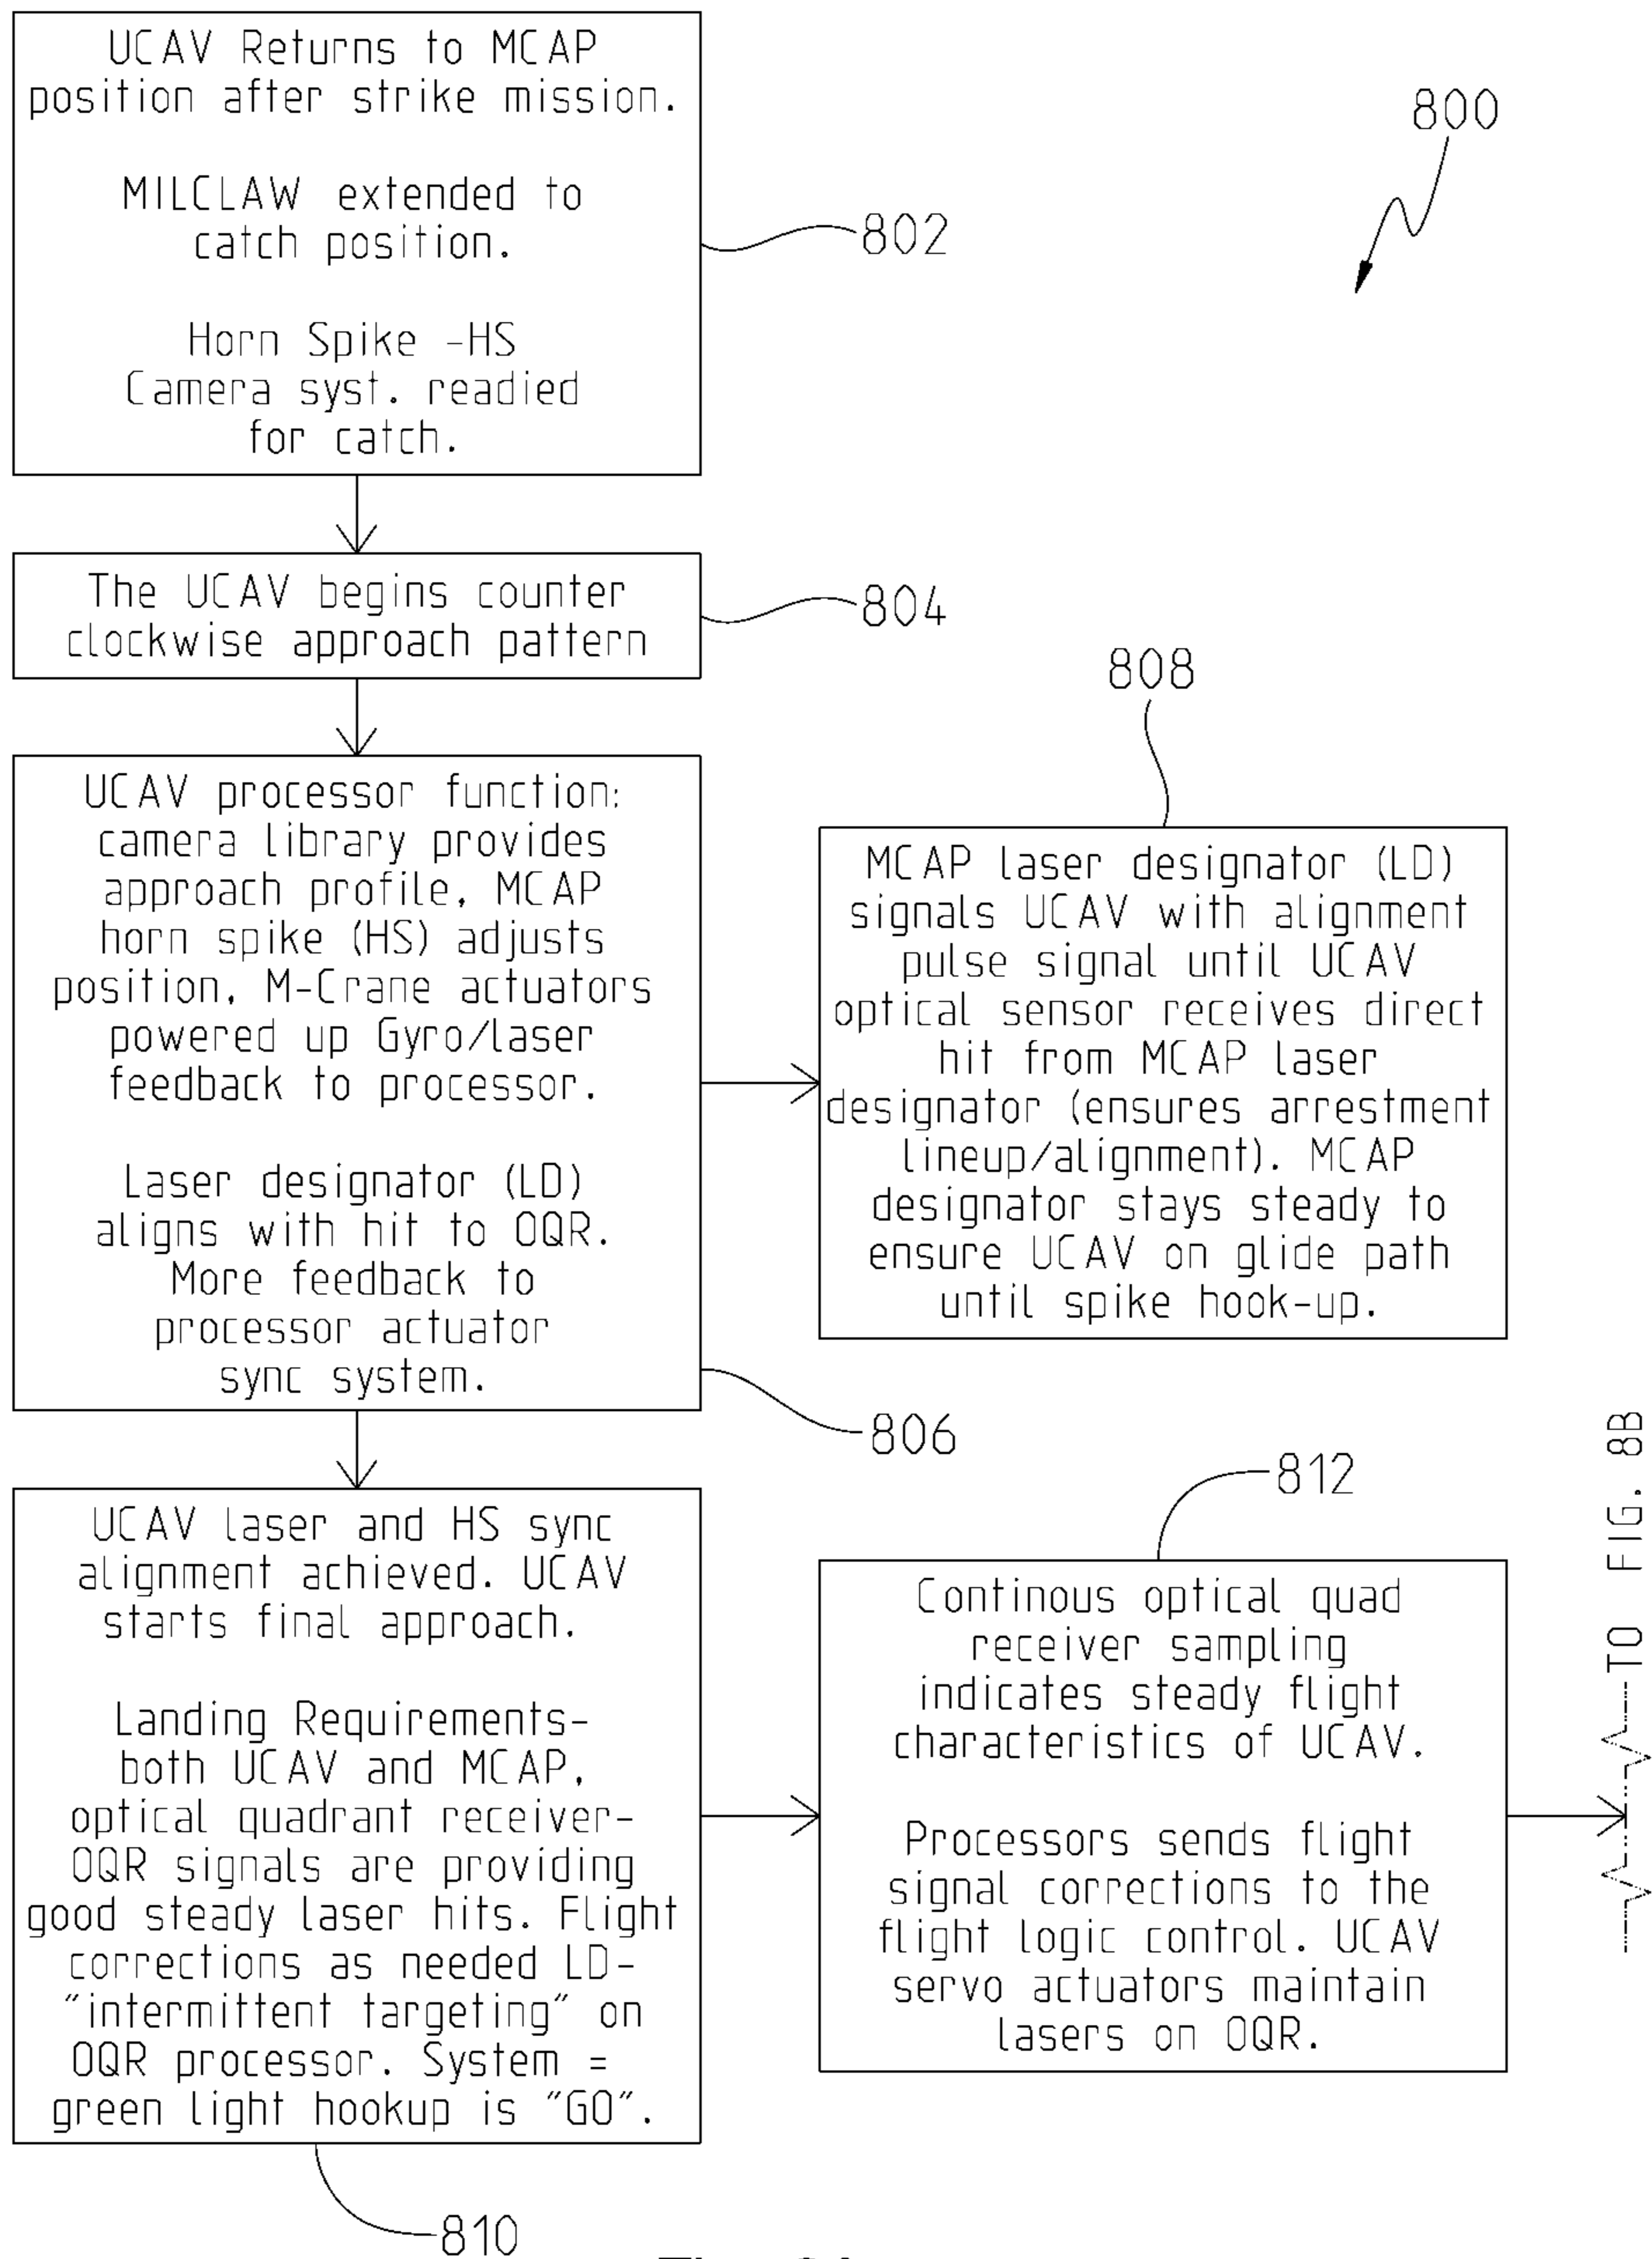 UCAV Returns to MCAP
position after strike mission.
MILCLAW extended to
catch position.
Horn Spike -HS
Camera syst. readied
for catch.
800
802
The UCAV begins counter
clockwise approach pattern
804
UCAV processor function:
camera library provides
approach profile, MCAP
horn spike (HS) adjusts
position, M-Crane actuators
powered up Gyro/laser
feedback to processor.
Laser designator (LD)
aligns with hit to OQR.
More feedback to
processor actuator
sync system.
806
808
MCAP laser designator (LD)
signals UCAV with alignment
pulse signal until UCAV
optical sensor receives direct
hit from MCAP laser
designator (ensures arrestment
lineup/alignment). MCAP
designator stays steady to
ensure UCAV on glide path
until spike hook-up.
UCAV laser and HS sync
alignment achieved. UCAV
starts final approach.
Landing Requirements-
both UCAV and MCAP,
optical quadrant receiver-
OQR signals are providing
good steady laser hits. Flight
corrections as needed LD-
"intermittent targeting" on
OQR processor. System =
green light hookup is "GO".
810
812
Continous optical quad
receiver sampling
indicates steady flight
characteristics of UCAV.
Processors sends flight
signal corrections to the
flight logic control. UCAV
servo actuators maintain
lasers on OQR.
TO FIG. 8B